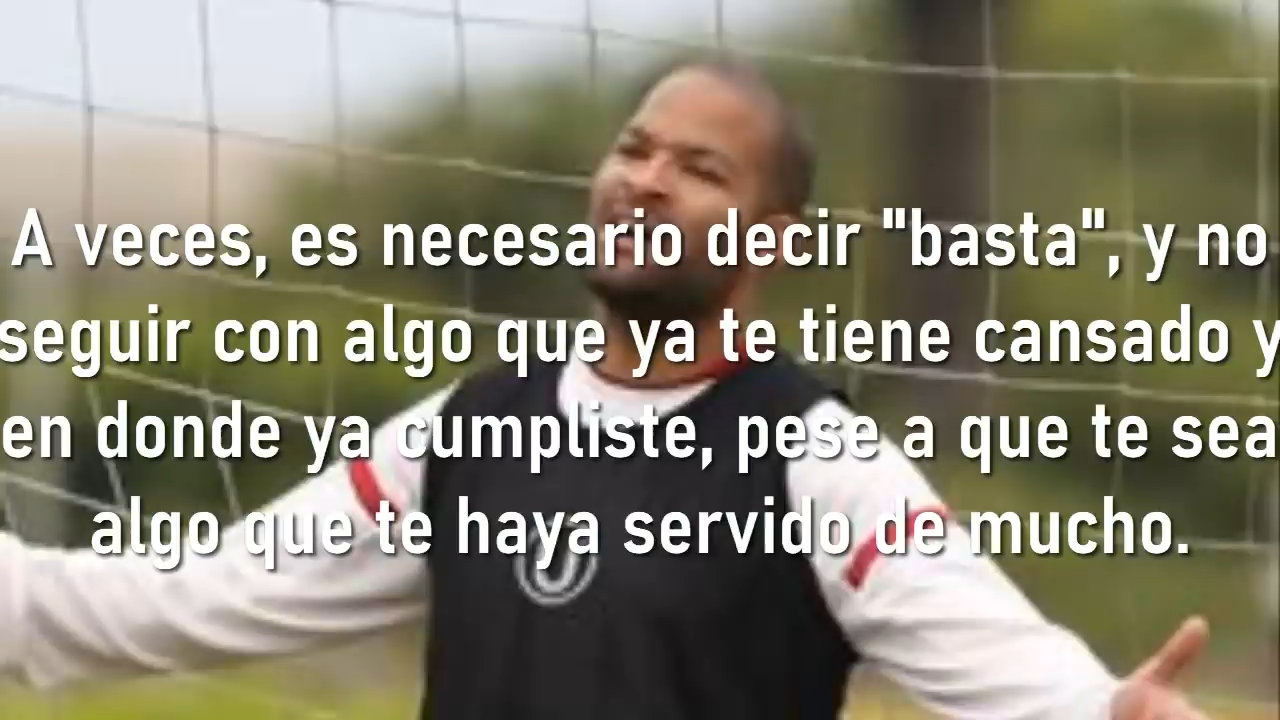 A veces, es necesario decir "basta", y no
seguir con algo que ya te tiene cansado y
en donde ya cumpliste, pese a que te sea
algo que te haya servido de mucho.
U